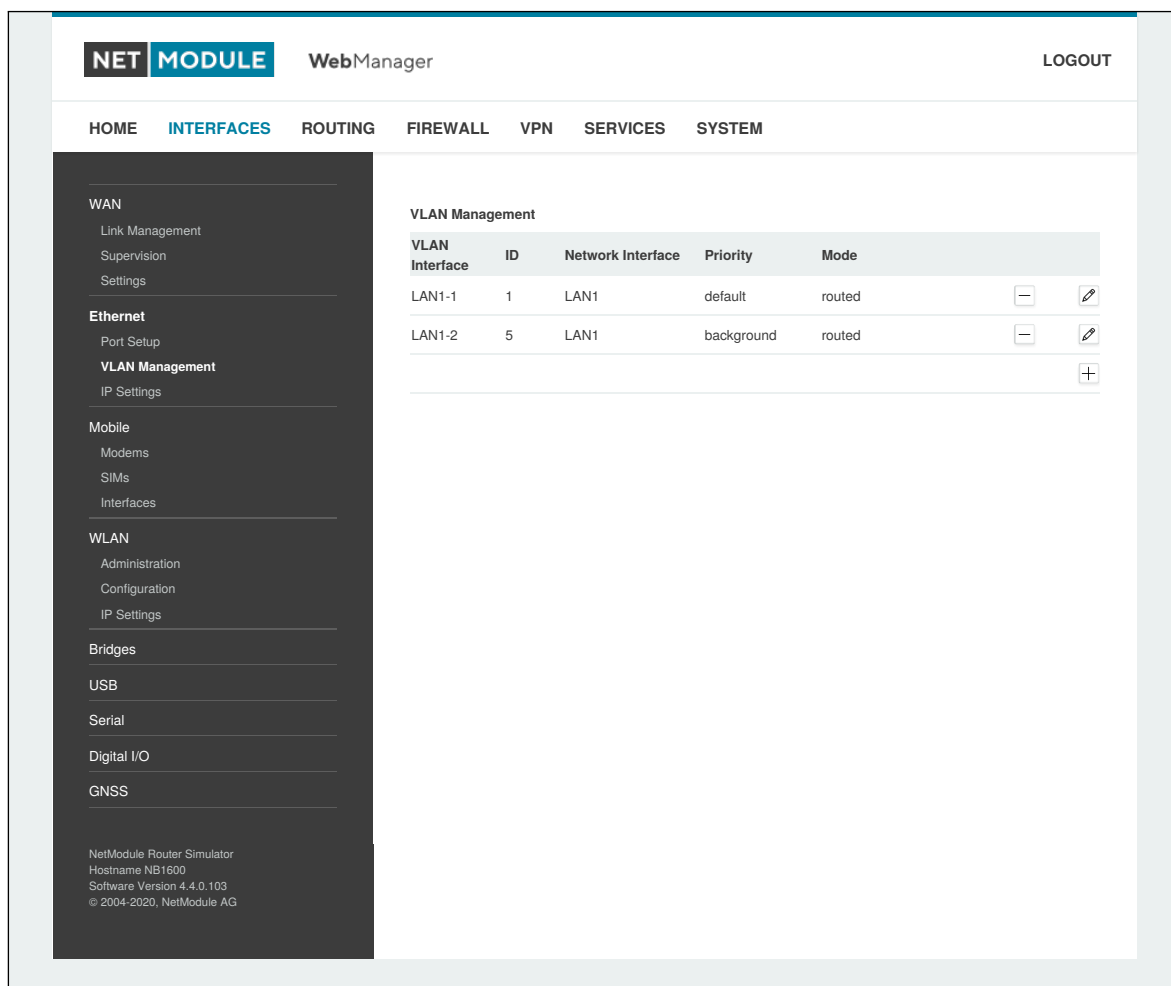 NET MODULE WebManager LOGOUT
HOME INTERFACES ROUTING FIREWALL VPN SERVICES SYSTEM
WAN
Link Management
Supervision
Settings
Ethernet
Port Setup
VLAN Management
IP Settings
Mobile
Modems
SIMs
Interfaces
WLAN
Administration
Configuration
IP Settings
Bridges
USB
Serial
Digital I/O
GNSS
NetModule Router Simulator
Hostname NB1600
Software Version 4.4.0.103
© 2004-2020, NetModule AG
VLAN Management
VLAN Interface ID Network Interface Priority Mode
LAN1-1 1 LAN1 default routed
LAN1-2 5 LAN1 background routed